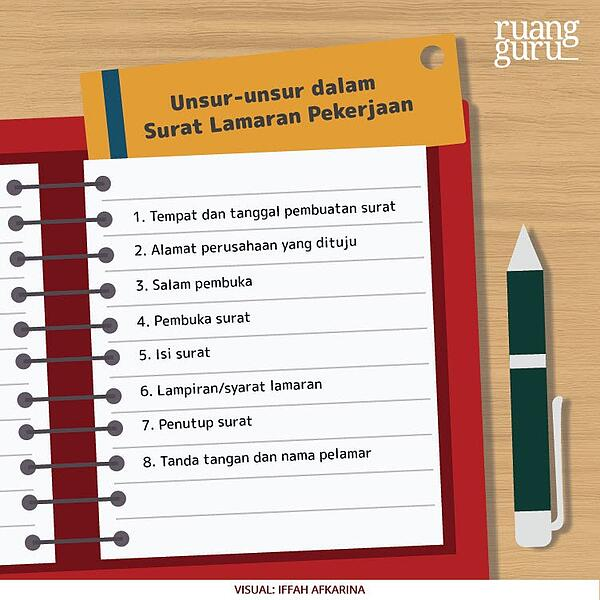 ruang
guru
Unsur-unsur dalam
Surat Lamaran Pekerjaan
1. Tempat dan tanggal pembuatan surat
2. Alamat perusahaan yang dituju
3. Salam pembuka
4. Pembuka surat
5. Isi surat
6. Lampiran/syarat lamaran
7. Penutup surat
8. Tanda tangan dan nama pelamar
VISUAL: IFFAH AFKARINA